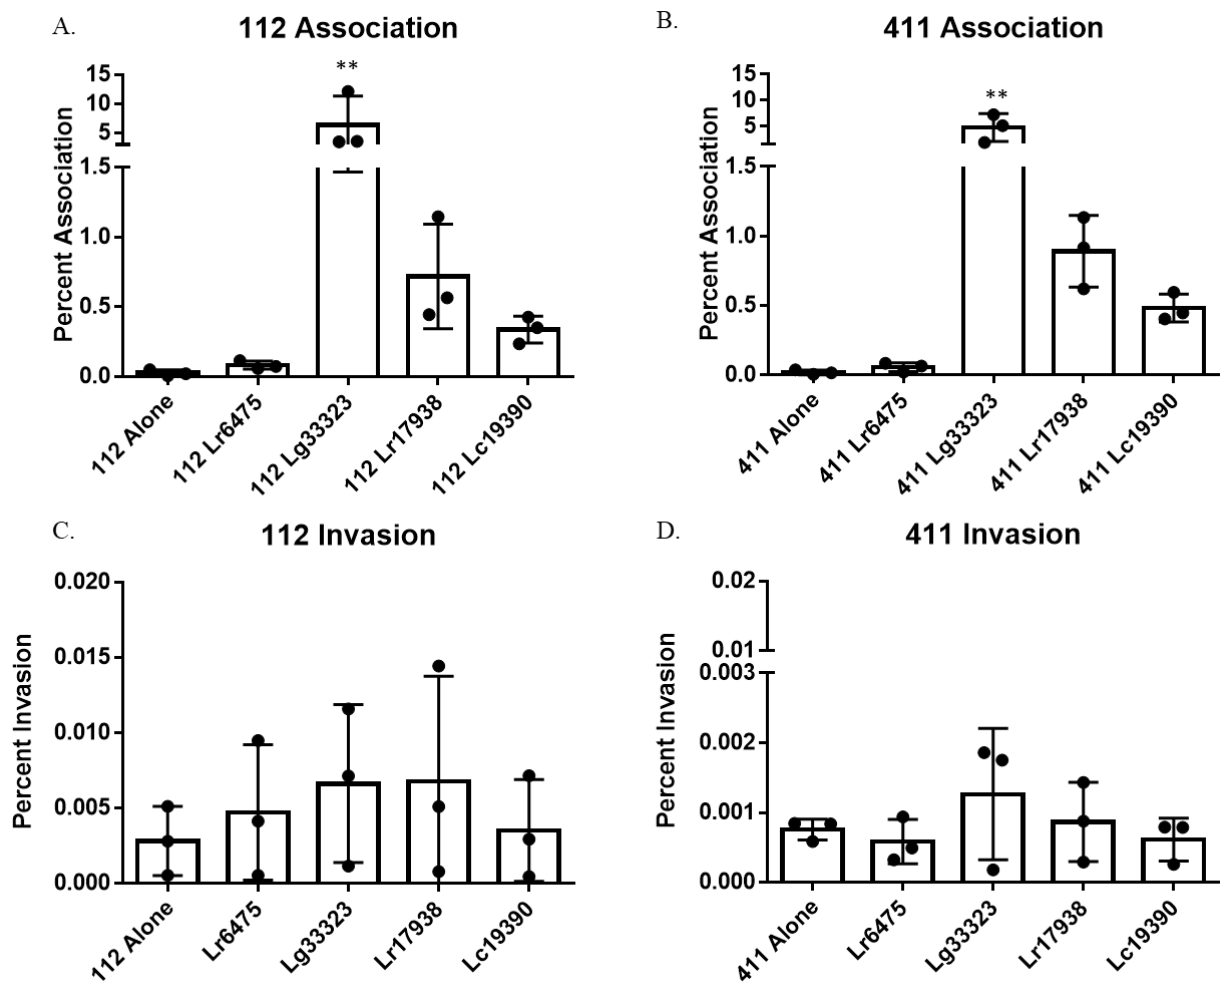 A.
112 Association
**
15
10
5
1.5
1.0
0.5
0.0
Percent Association
112 Alone
112 Lr6475
112 Lg33323
112 Lr17938
112 Lc19390
B.
411 Association
**
15
10
5
1.5
1.0
0.5
0.0
Percent Association
411 Alone
411 Lr6475
411 Lg33323
411 Lr17938
411 Lc19390
C.
112 Invasion
0.020
0.015
0.010
0.005
0.000
Percent Invasion
112 Alone
Lr6475
Lg33323
Lr17938
Lc19390
D.
411 Invasion
0.02
0.01
0.003
0.002
0.001
0.000
Percent Invasion
411 Alone
Lr6475
Lg33323
Lr17938
Lc19390